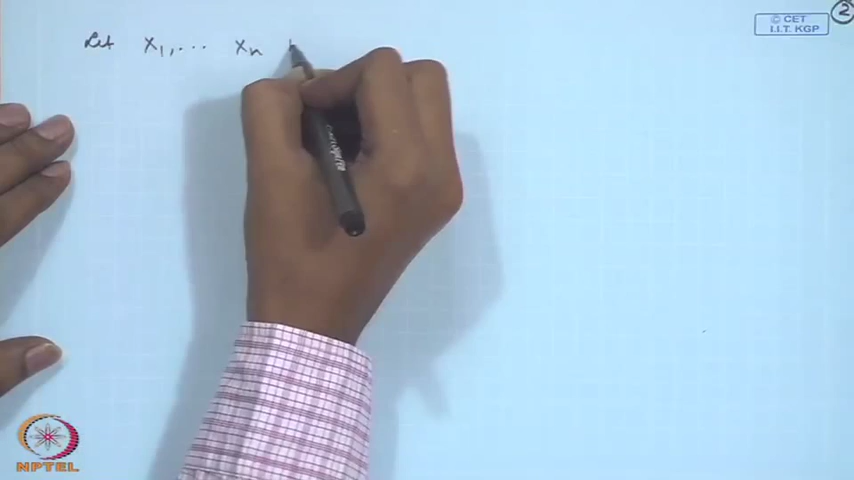 Let X1, ... Xn
© CET
I.I.T. KGP
2
NPTEL